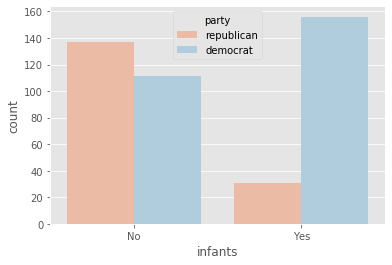 160
140
120
100
80
60
40
20
0
count
party
republican
democrat
No
Yes
infants